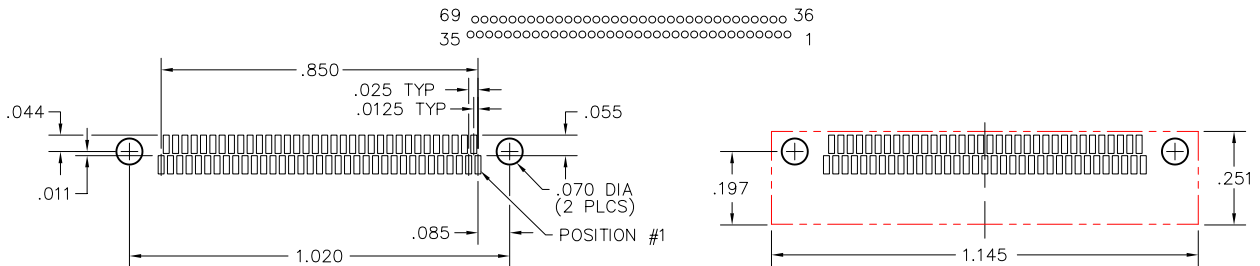 69 36
35 1
.850
.025 TYP
.0125 TYP
.044
.055
.011
.070 DIA
(2 PLCS)
.085
POSITION #1
1.020
.197
.251
1.145